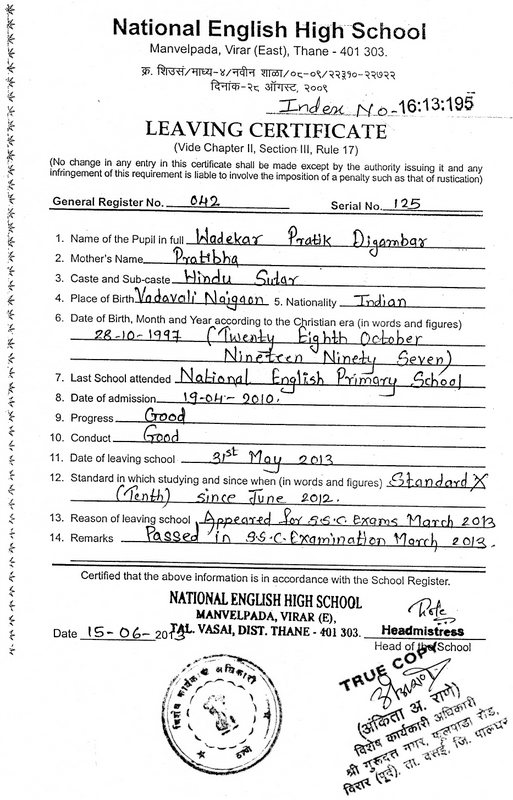 National English High School
Manvelpada, Virar (East), Thane - 401 303.
क्र. शिउसं/माध्य-४/नवीन शाळा/०८-०९/२२३१०-२२७२२
दिनांक-२८ ऑगस्ट, २००९
Index No - 16:13:195
LEAVING CERTIFICATE
(Vide Chapter II, Section III, Rule 17)
(No change in any entry in this certificate shall be made except by the authority issuing it and any
infringement of this requirement is liable to involve the imposition of a penalty such as that of rustication)
General Register No. 042 Serial No. 125
1. Name of the Pupil in full Wadekar Pratik Digambar
2. Mother's Name Pratibha
3. Caste and Sub-caste Hindu Sutar
4. Place of Birth Vadavali Naigaon 5. Nationality Indian
6. Date of Birth, Month and Year according to the Christian era (in words and figures)
28-10-1997 (Twenty Eighth October
Nineteen Ninety Seven)
7. Last School attended National English Primary School
8. Date of admission 19-04-2010.
9. Progress Good
10. Conduct Good
11. Date of leaving school 31st May 2013
12. Standard in which studying and since when (in words and figures) Standard X
(Tenth) since June 2012.
13. Reason of leaving school Appeared for S.S.C. Exams March 2013
14. Remarks Passed in S.S.C. Examination March 2013.
Certified that the above information is in accordance with the School Register.
NATIONAL ENGLISH HIGH SCHOOL
MANVELPADA, VIRAR (E),
Date 15-06-2013 TAL. VASAI, DIST. THANE - 401 303. Headmistress
Head of the School
TRUE COPY
(अंकिता अ. राणे)
विशेष कार्यकारी अधिकारी
श्री गुरुदत्त नगर, फुलपाडा रोड,
विरार (पूर्व), ता. वसई, जि. पालघर
विशेष कार्यकारी अधिकारी